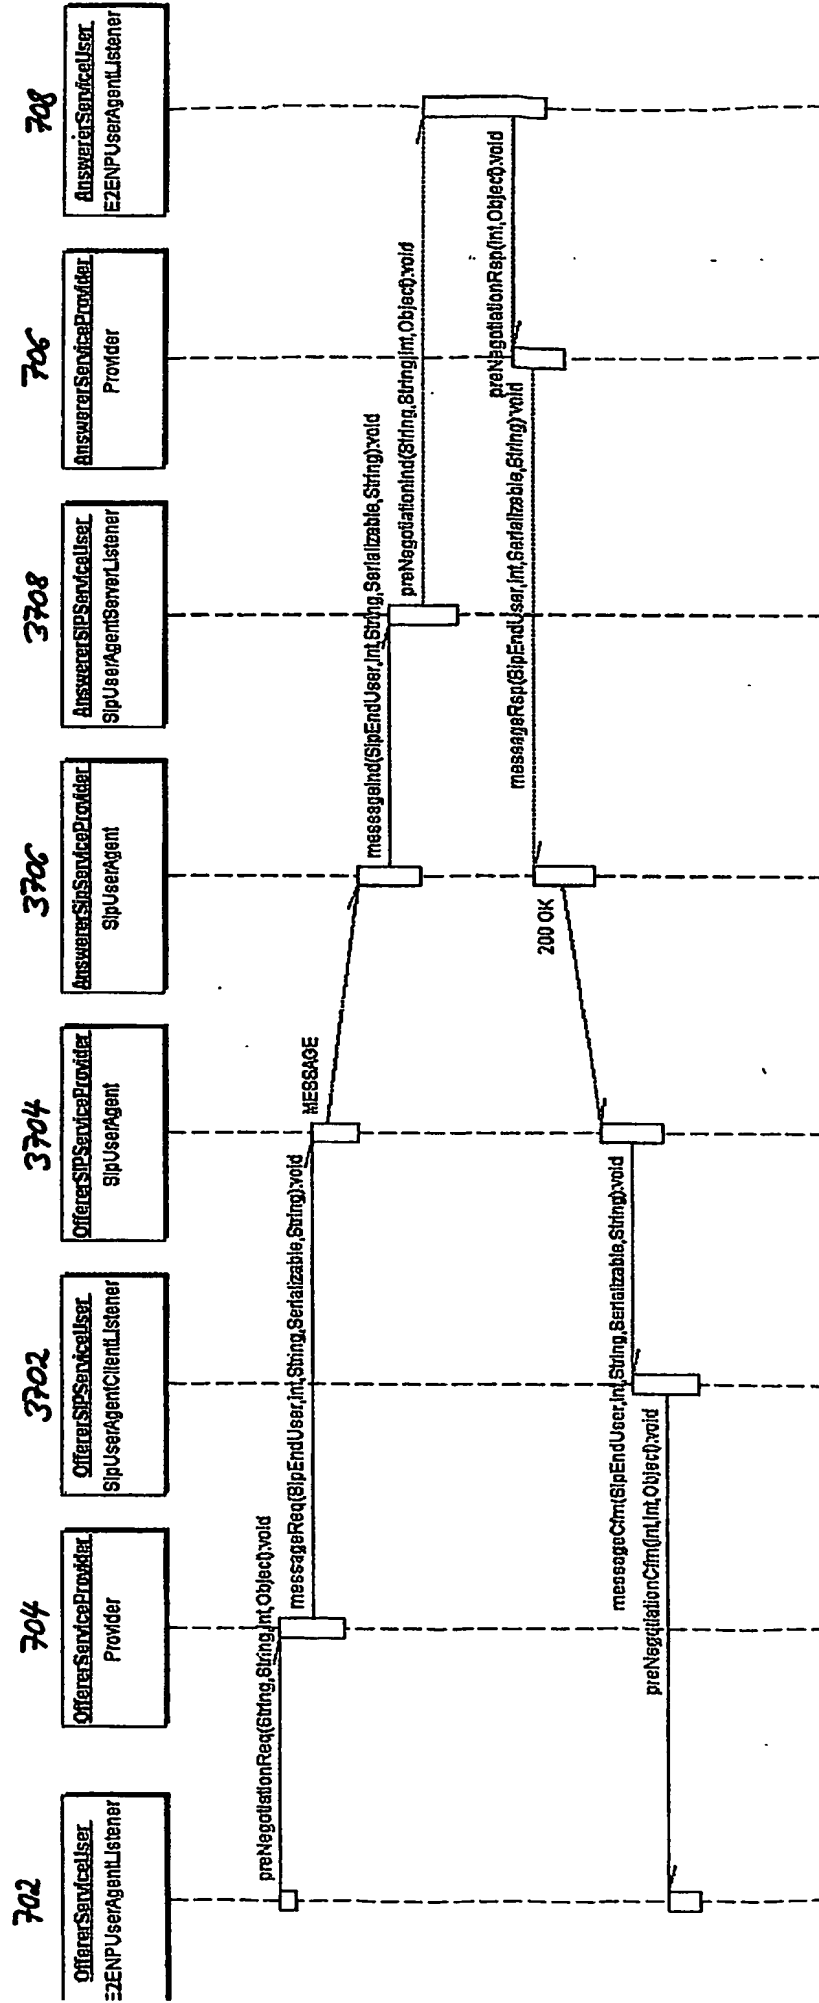 702
OffererServiceUser
E2ENPUserAgentListener
704
OffererServiceProvider
Provider
3702
OffererSIPServiceUser
SipUserAgentClientListener
3704
OffererSIPServiceProvider
SipUserAgent
3706
AnswererSipServiceProvider
SipUserAgent
3708
AnswererSIPServiceUser
SipUserAgentServerListener
706
AnswererServiceProvider
Provider
708
AnswererServiceUser
E2ENPUserAgentListener
preNegotiationReq(String,String,Int,Object):void
messageReq(SipEndUser,Int,String,Serializable,String):void
MESSAGE
messageInd(SipEndUser,Int,String,Serializable,String):void
preNegotiationInd(String,String,Int,Object):void
preNegotiationRsp(Int,Object):void
messageRsp(SipEndUser,Int,Serializable,String):void
200 OK
messageCfm(SipEndUser,Int,String,Serializable,String):void
preNegotiationCfm(Int,Int,Object):void